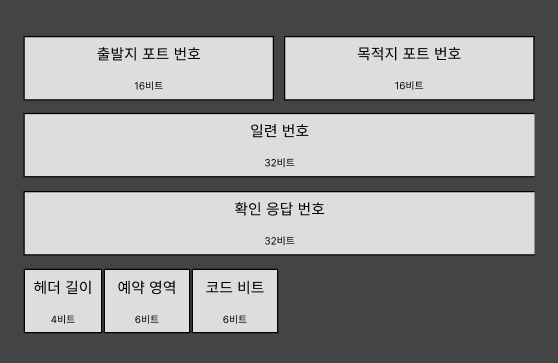 출발지 포트 번호
16비트
목적지 포트 번호
16비트
일련 번호
32비트
확인 응답 번호
32비트
헤더 길이
4비트
예약 영역
6비트
코드 비트
6비트